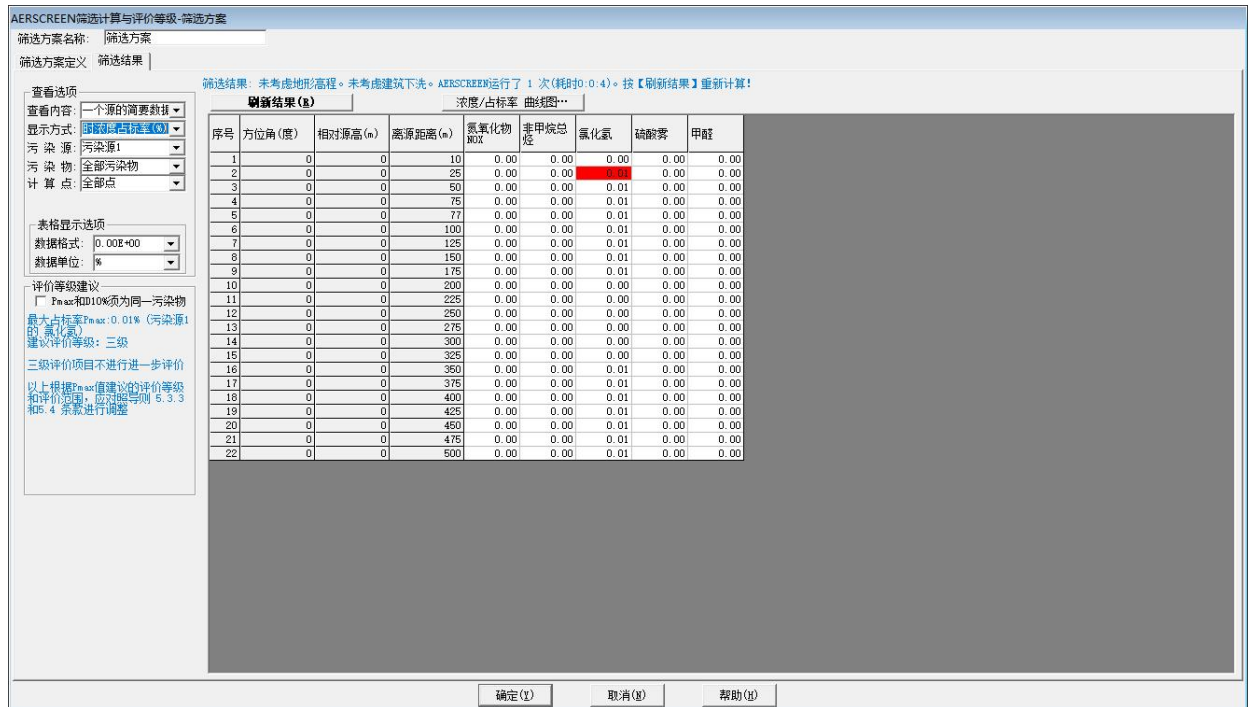 AERSCREEN筛选计算与评价等级-筛选方案
筛选方案名称: 筛选方案
筛选方案定义 筛选结果
筛选结果: 未考虑地形高程。未考虑建筑下洗。AERSCREEN运行了 1 次(耗时0:0:4)。按【刷新结果】重新计算!
查看选项
查看内容: 一个源的简要数据
显示方式: 时浓度占标率(%)
污 染 源: 污染源1
污 染 物: 全部污染物
计 算 点: 全部点
表格显示选项
数据格式: 0.00E+00
数据单位: %
评价等级建议
Pmax和D10%须为同一污染物
最大占标率Pmax:0.01% (污染源1
的 氯化氢)
建议评价等级: 三级
三级评价项目不进行进一步评价
以上根据Pmax值建议的评价等级
和评价范围,应对照导则 5.3.3
和5.4 条款进行调整
刷新结果(R) 浓度/占标率 曲线图…
序号 方位角(度) 相对源高(m) 离源距离(m) 氮氧化物NOX 非甲烷总烃 氯化氢 硫酸雾 甲醛
1 0 0 10 0.00 0.00 0.00 0.00 0.00
2 0 0 25 0.00 0.00 0.01 0.00 0.00
3 0 0 50 0.00 0.00 0.01 0.00 0.00
4 0 0 75 0.00 0.00 0.01 0.00 0.00
5 0 0 77 0.00 0.00 0.01 0.00 0.00
6 0 0 100 0.00 0.00 0.01 0.00 0.00
7 0 0 125 0.00 0.00 0.01 0.00 0.00
8 0 0 150 0.00 0.00 0.01 0.00 0.00
9 0 0 175 0.00 0.00 0.01 0.00 0.00
10 0 0 200 0.00 0.00 0.01 0.00 0.00
11 0 0 225 0.00 0.00 0.01 0.00 0.00
12 0 0 250 0.00 0.00 0.01 0.00 0.00
13 0 0 275 0.00 0.00 0.01 0.00 0.00
14 0 0 300 0.00 0.00 0.01 0.00 0.00
15 0 0 325 0.00 0.00 0.01 0.00 0.00
16 0 0 350 0.00 0.00 0.01 0.00 0.00
17 0 0 375 0.00 0.00 0.01 0.00 0.00
18 0 0 400 0.00 0.00 0.01 0.00 0.00
19 0 0 425 0.00 0.00 0.01 0.00 0.00
20 0 0 450 0.00 0.00 0.01 0.00 0.00
21 0 0 475 0.00 0.00 0.01 0.00 0.00
22 0 0 500 0.00 0.00 0.01 0.00 0.00
确定(Y) 取消(N) 帮助(H)